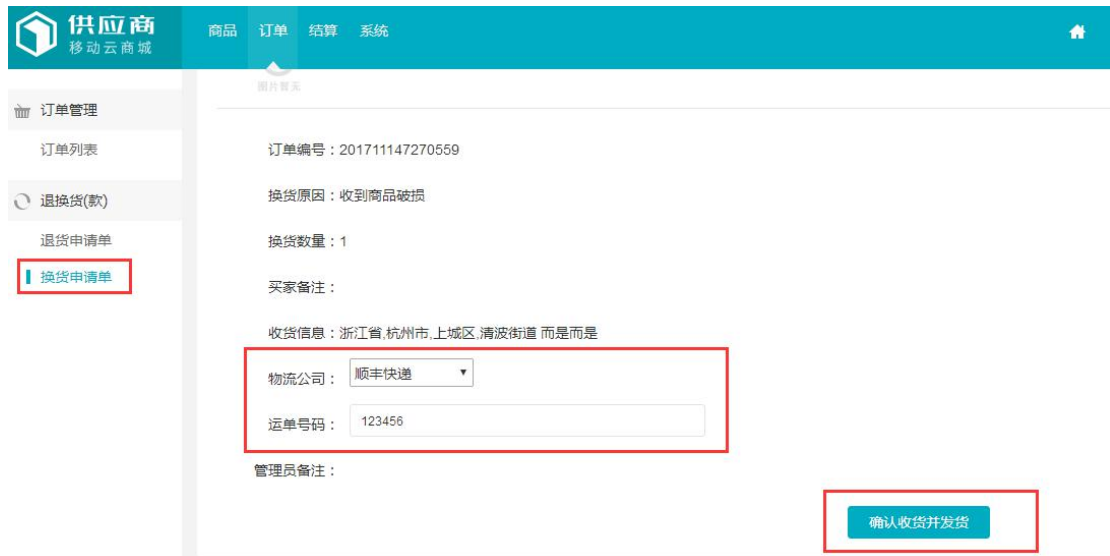 供应商
移动云商城
商品 订单 结算 系统
图片暂无
订单管理
订单列表
退换货(款)
退货申请单
换货申请单
订单编号：201711147270559
换货原因：收到商品破损
换货数量：1
买家备注：
收货信息：浙江省,杭州市,上城区,清波街道 而是而是
物流公司： 顺丰快递
运单号码： 123456
管理员备注：
确认收货并发货